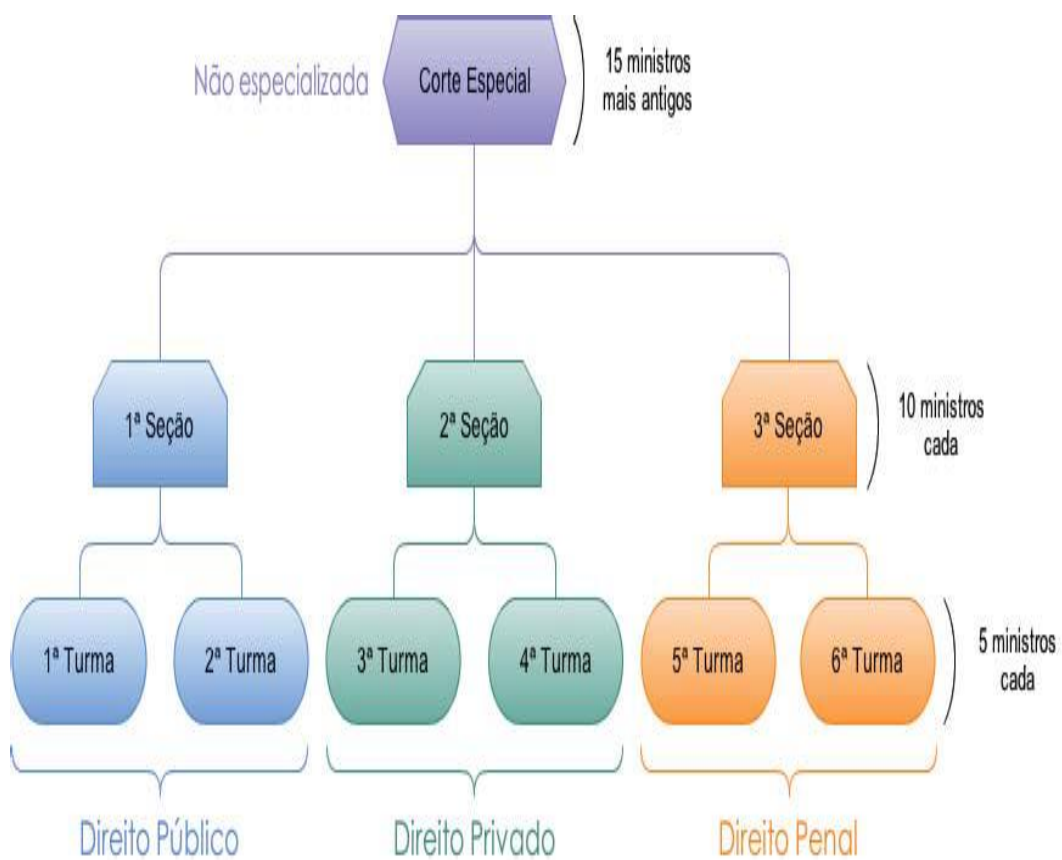 Não especializada
Corte Especial
15 ministros
mais antigos
1ª Seção
2ª Seção
3ª Seção
10 ministros
cada
1ª Turma
2ª Turma
3ª Turma
4ª Turma
5ª Turma
6ª Turma
5 ministros
cada
Direito Público
Direito Privado
Direito Penal